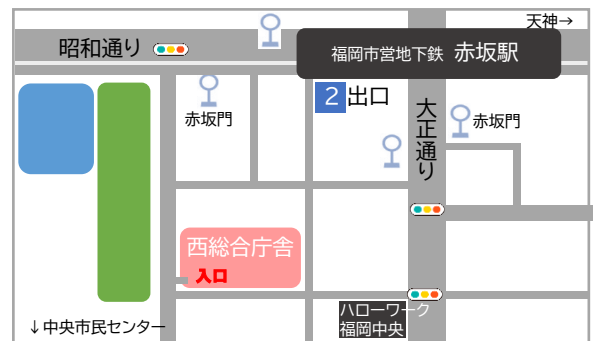 天神→
昭和通り
福岡市営地下鉄 赤坂駅
2 出口
赤坂門
大正通り
赤坂門
西総合庁舎
入口
ハローワーク
福岡中央
↓中央市民センター